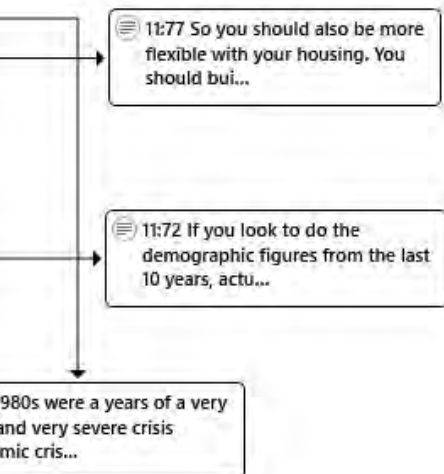 11:77 So you should also be more
flexible with your housing. You
should bui...
11:72 If you look to do the
demographic figures from the last
10 years, actu...
980s were a years of a very
and very severe crisis
mic cris...